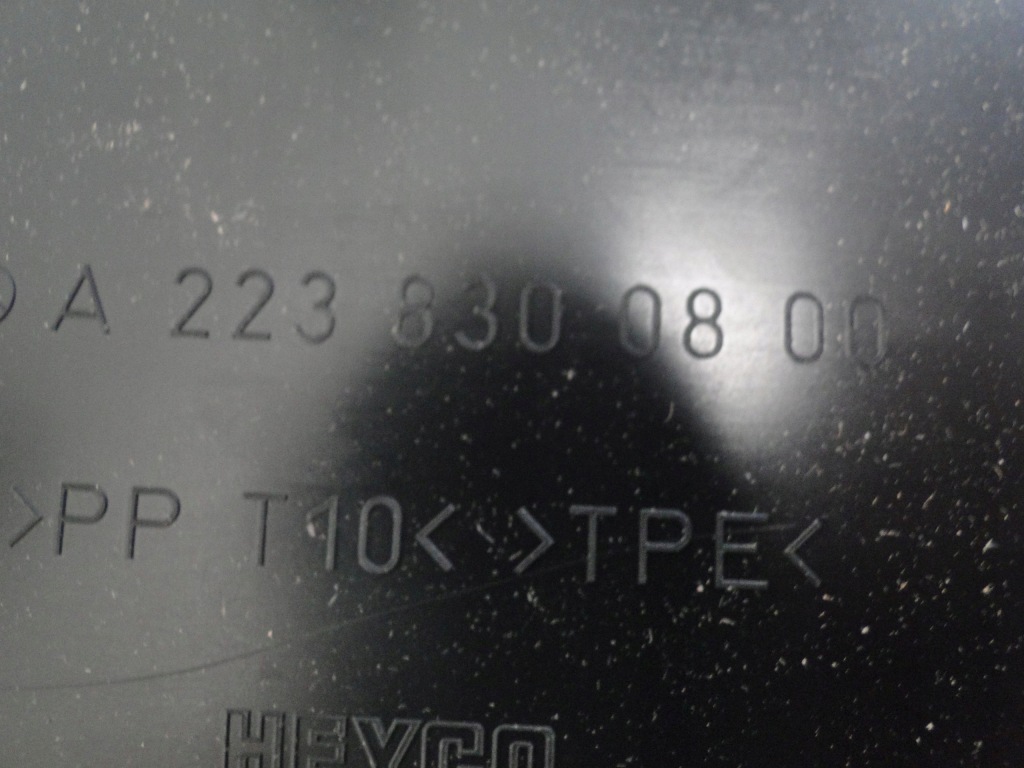 A 223 830 08 00
>PP T10< >TPE<
HEYCO